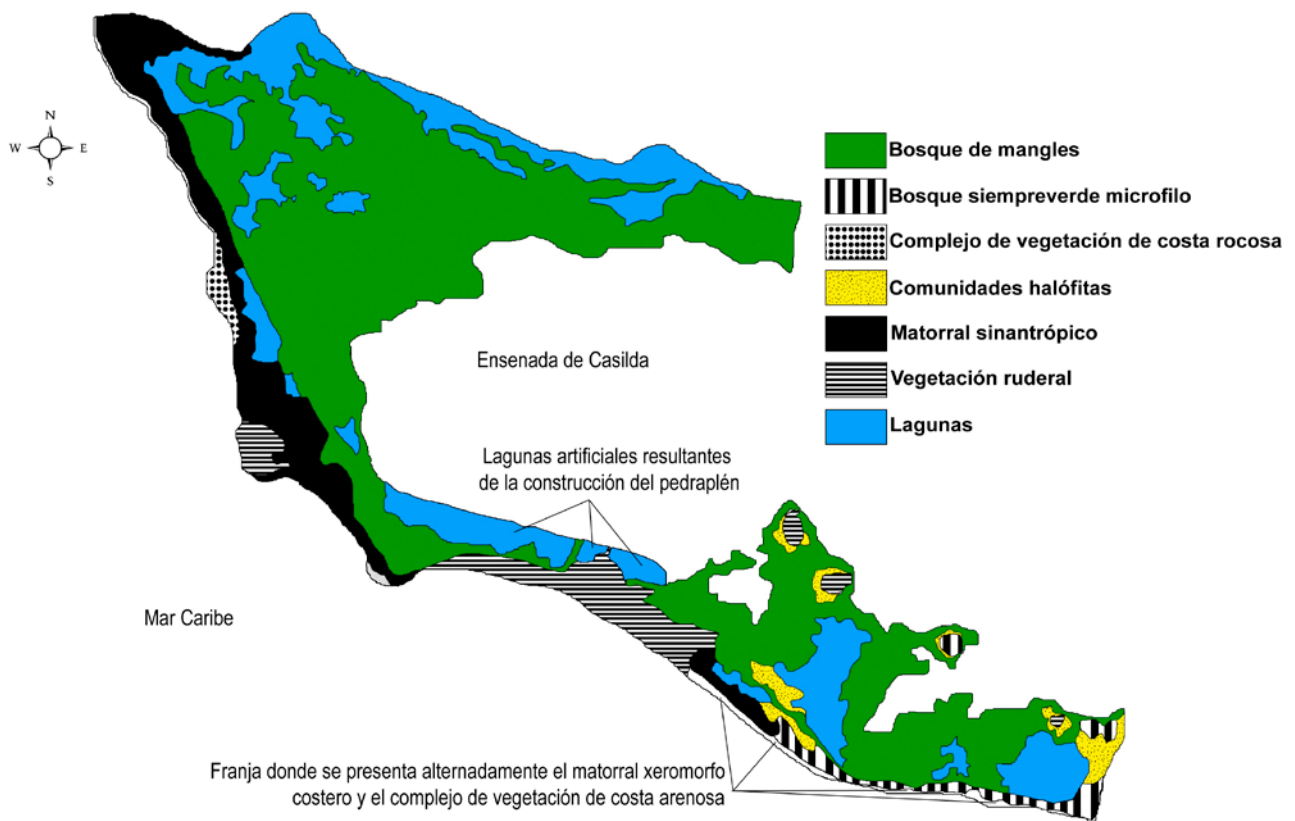 N
W E
S
Bosque de mangles
Bosque siempreverde microfilo
Complejo de vegetación de costa rocosa
Comunidades halófitas
Matorral sinantrópico
Vegetación ruderal
Lagunas
Ensenada de Casilda
Lagunas artificiales resultantes
de la construcción del pedraplén
Mar Caribe
Franja donde se presenta alternadamente el matorral xeromorfo
costero y el complejo de vegetación de costa arenosa